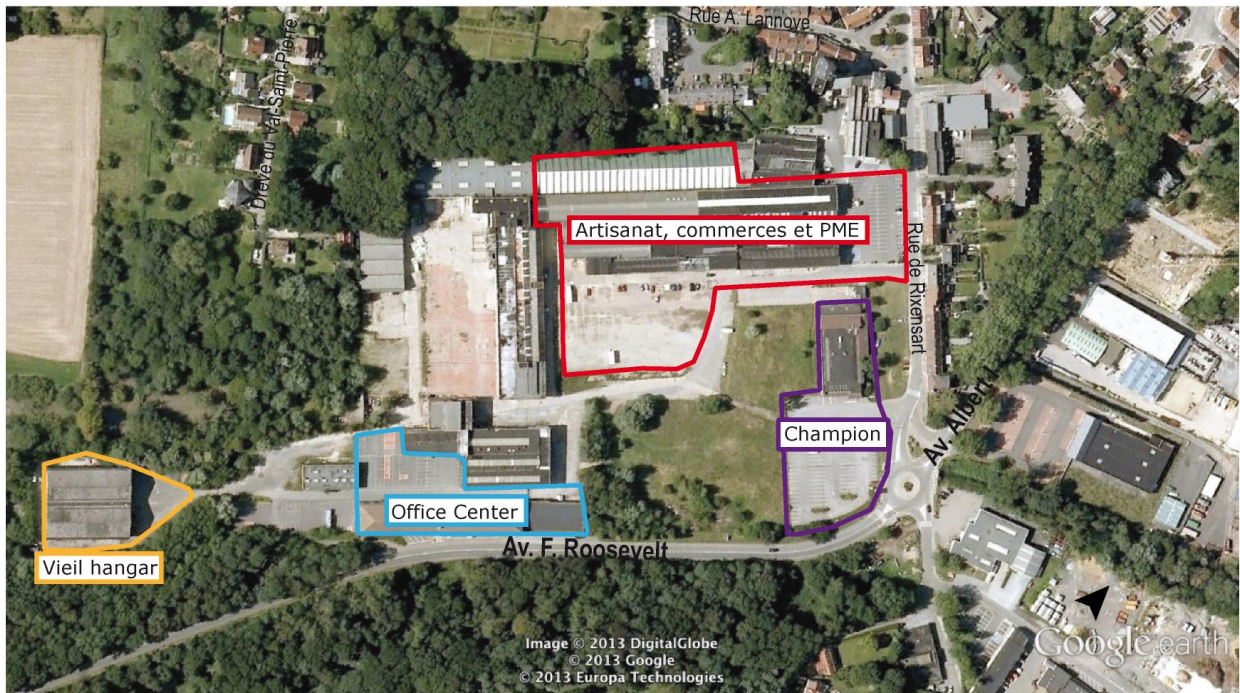 Rue A. Lannoye
Drève du Val-Saint-Pierre
Artisanat, commerces et PME
Rue de Rixensart
Av. Albert
Champion
Office Center
Av. F. Roosevelt
Vieil hangar
Image © 2013 DigitalGlobe
© 2013 Google
© 2013 Europa Technologies
Google earth